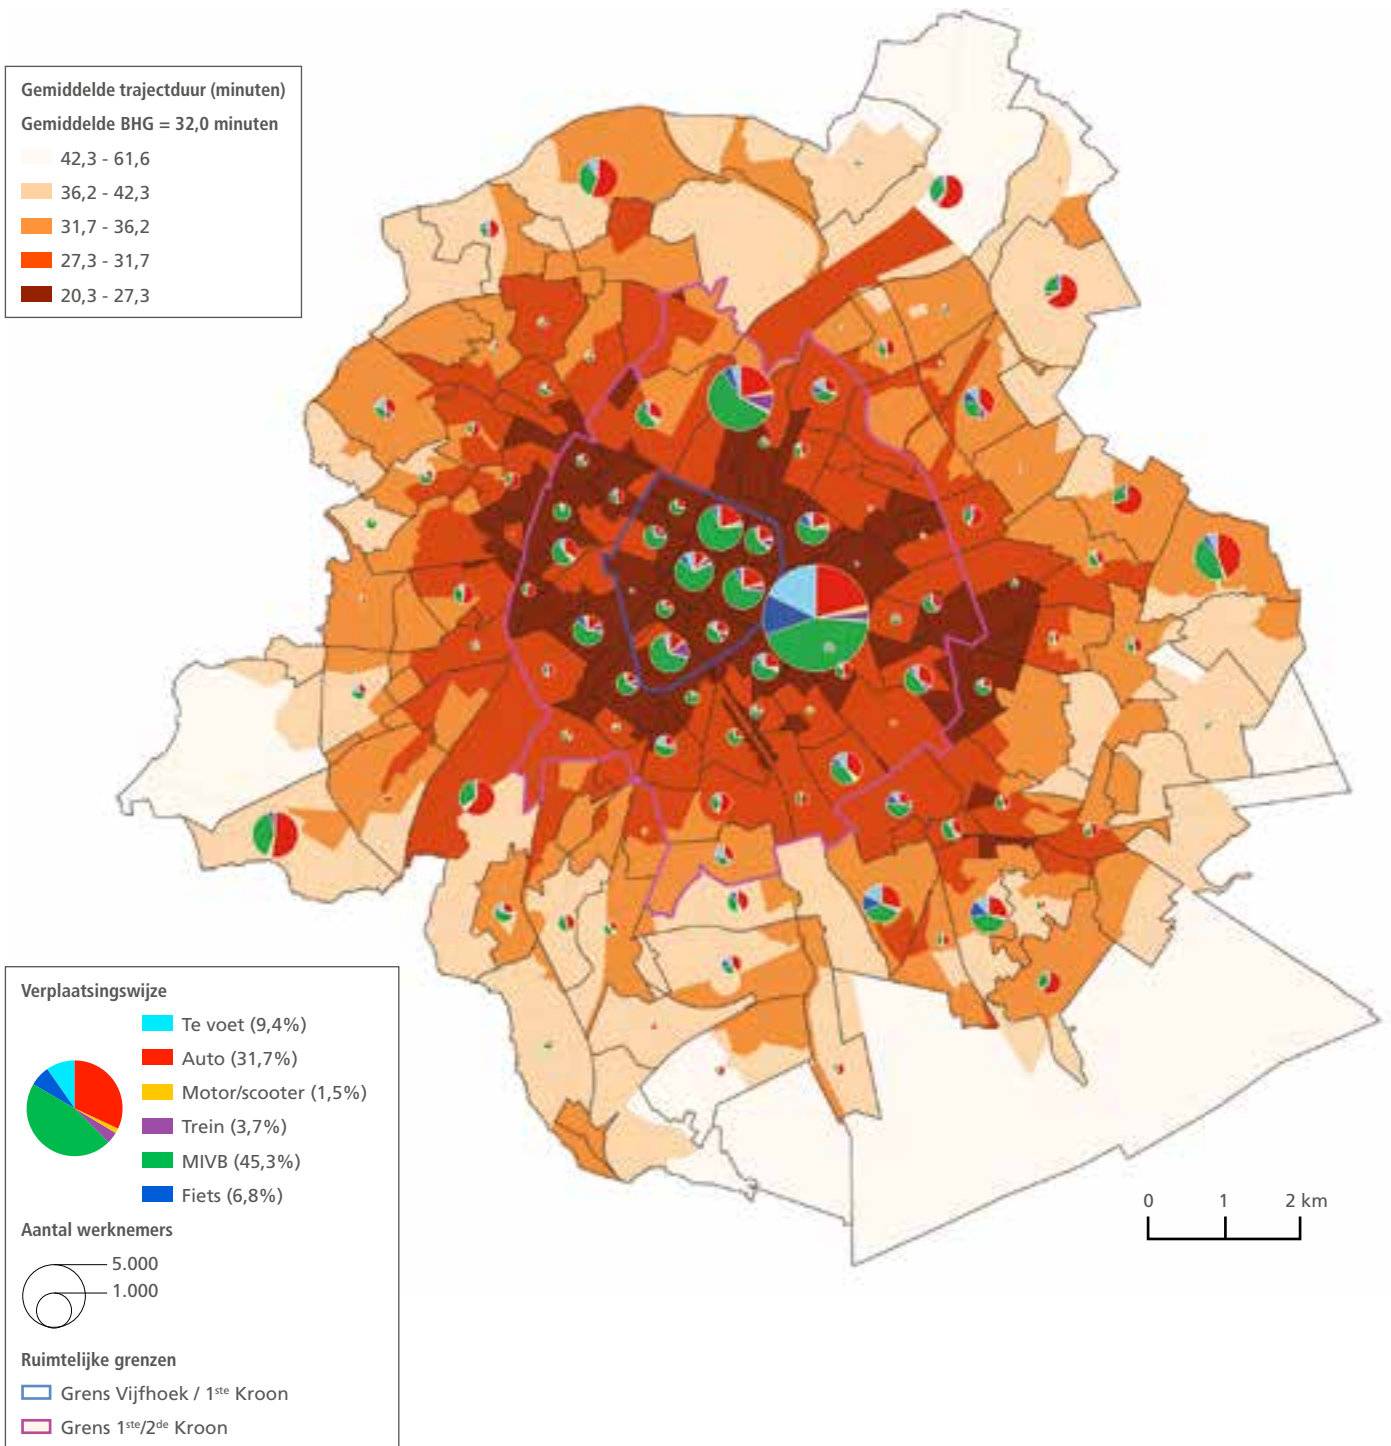 Gemiddelde trajectduur (minuten)
Gemiddelde BHG = 32,0 minuten
42,3 - 61,6
36,2 - 42,3
31,7 - 36,2
27,3 - 31,7
20,3 - 27,3
Verplaatsingswijze
Te voet (9,4%)
Auto (31,7%)
Motor/scooter (1,5%)
Trein (3,7%)
MIVB (45,3%)
Fiets (6,8%)
Aantal werknemers
5.000
1.000
Ruimtelijke grenzen
Grens Vijfhoek / 1ste Kroon
Grens 1ste/2de Kroon
0 1 2 km